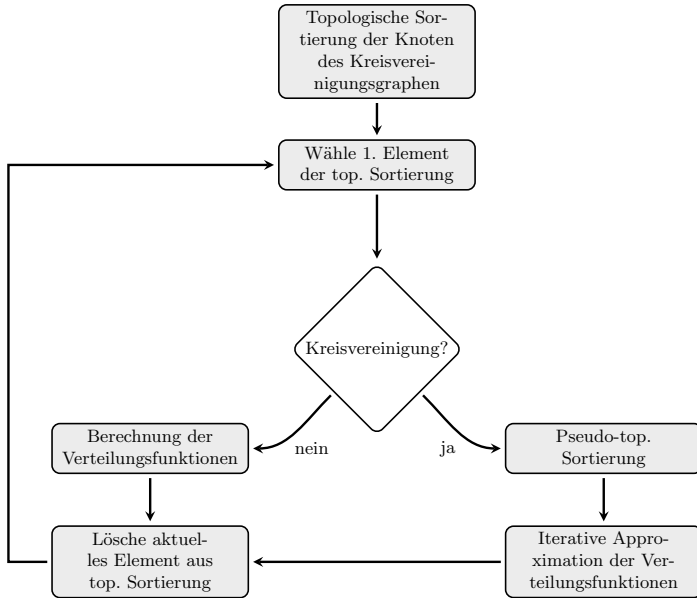 Topologische Sor-
tierung der Knoten
des Kreisverei-
nigungsgraphen
Wähle 1. Element
der top. Sortierung
Kreisvereinigung?
nein
ja
Berechnung der
Verteilungsfunktionen
Pseudo-top.
Sortierung
Lösche aktuel-
les Element aus
top. Sortierung
Iterative Appro-
ximation der Ver-
teilungsfunktionen